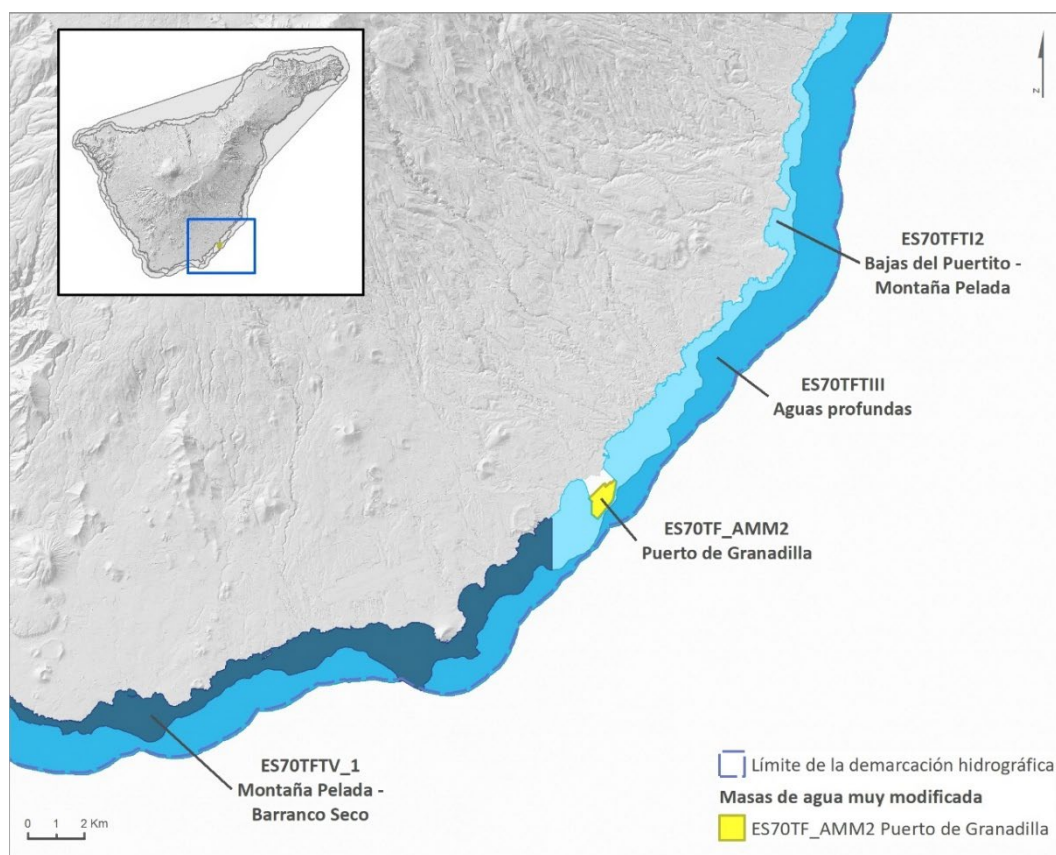 z
ES70TFTI2
Bajas del Puertito -
Montaña Pelada
ES70TFTIII
Aguas profundas
ES70TF_AMM2
Puerto de Granadilla
ES70TFTV_1
Montaña Pelada -
Barranco Seco
0 1 2 Km
Límite de la demarcación hidrográfica
Masas de agua muy modificada
ES70TF_AMM2 Puerto de Granadilla